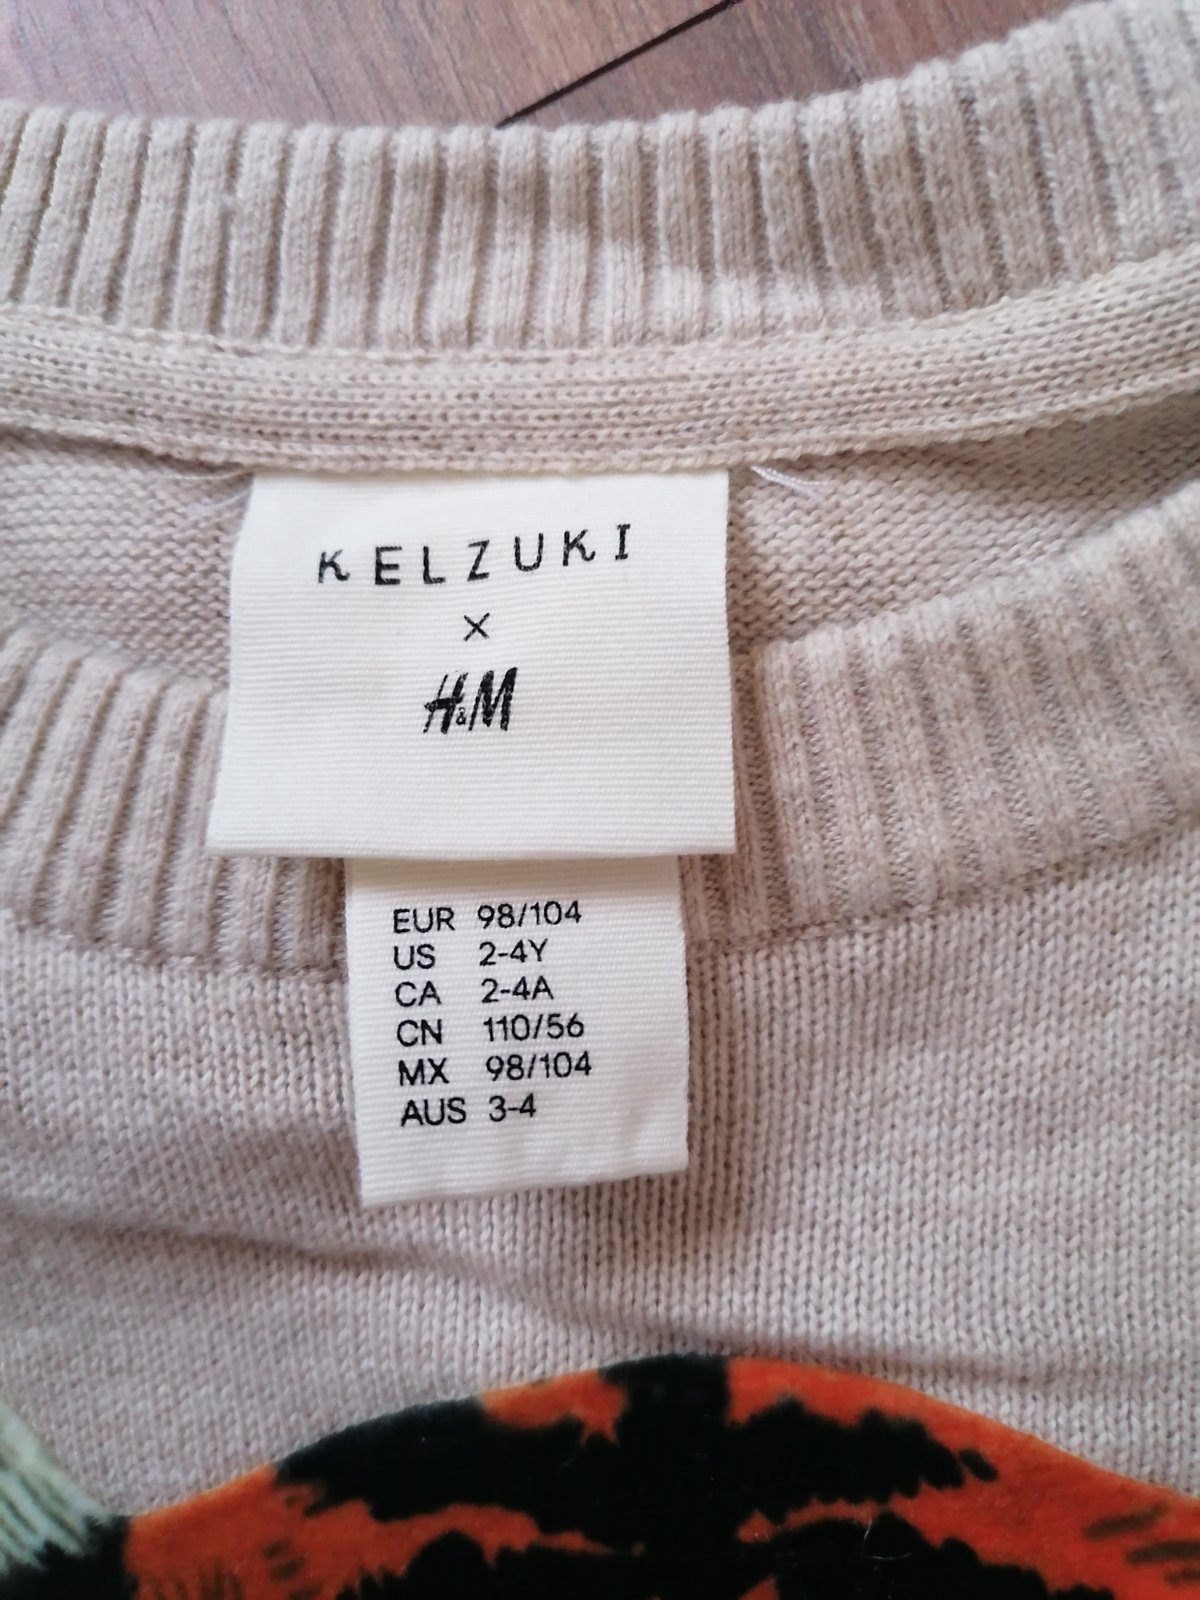 KELZUKI
×
H&M
EUR 98/104
US 2-4Y
CA 2-4A
CN 110/56
MX 98/104
AUS 3-4